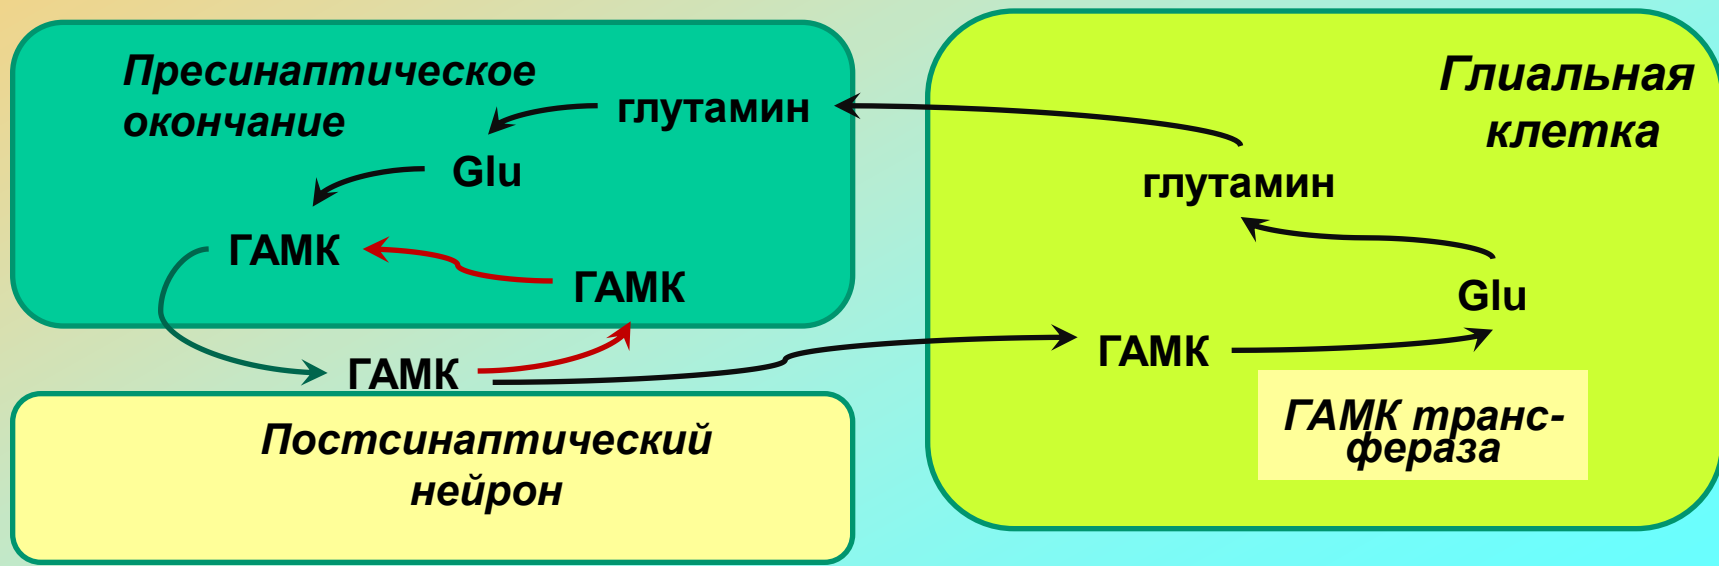 Пресинаптическое
окончание
глутамин
Glu
ГАМК
ГАМК
ГАМК
Постсинаптический
нейрон
Глиальная
клетка
глутамин
Glu
ГАМК
ГАМК транс-
фераза